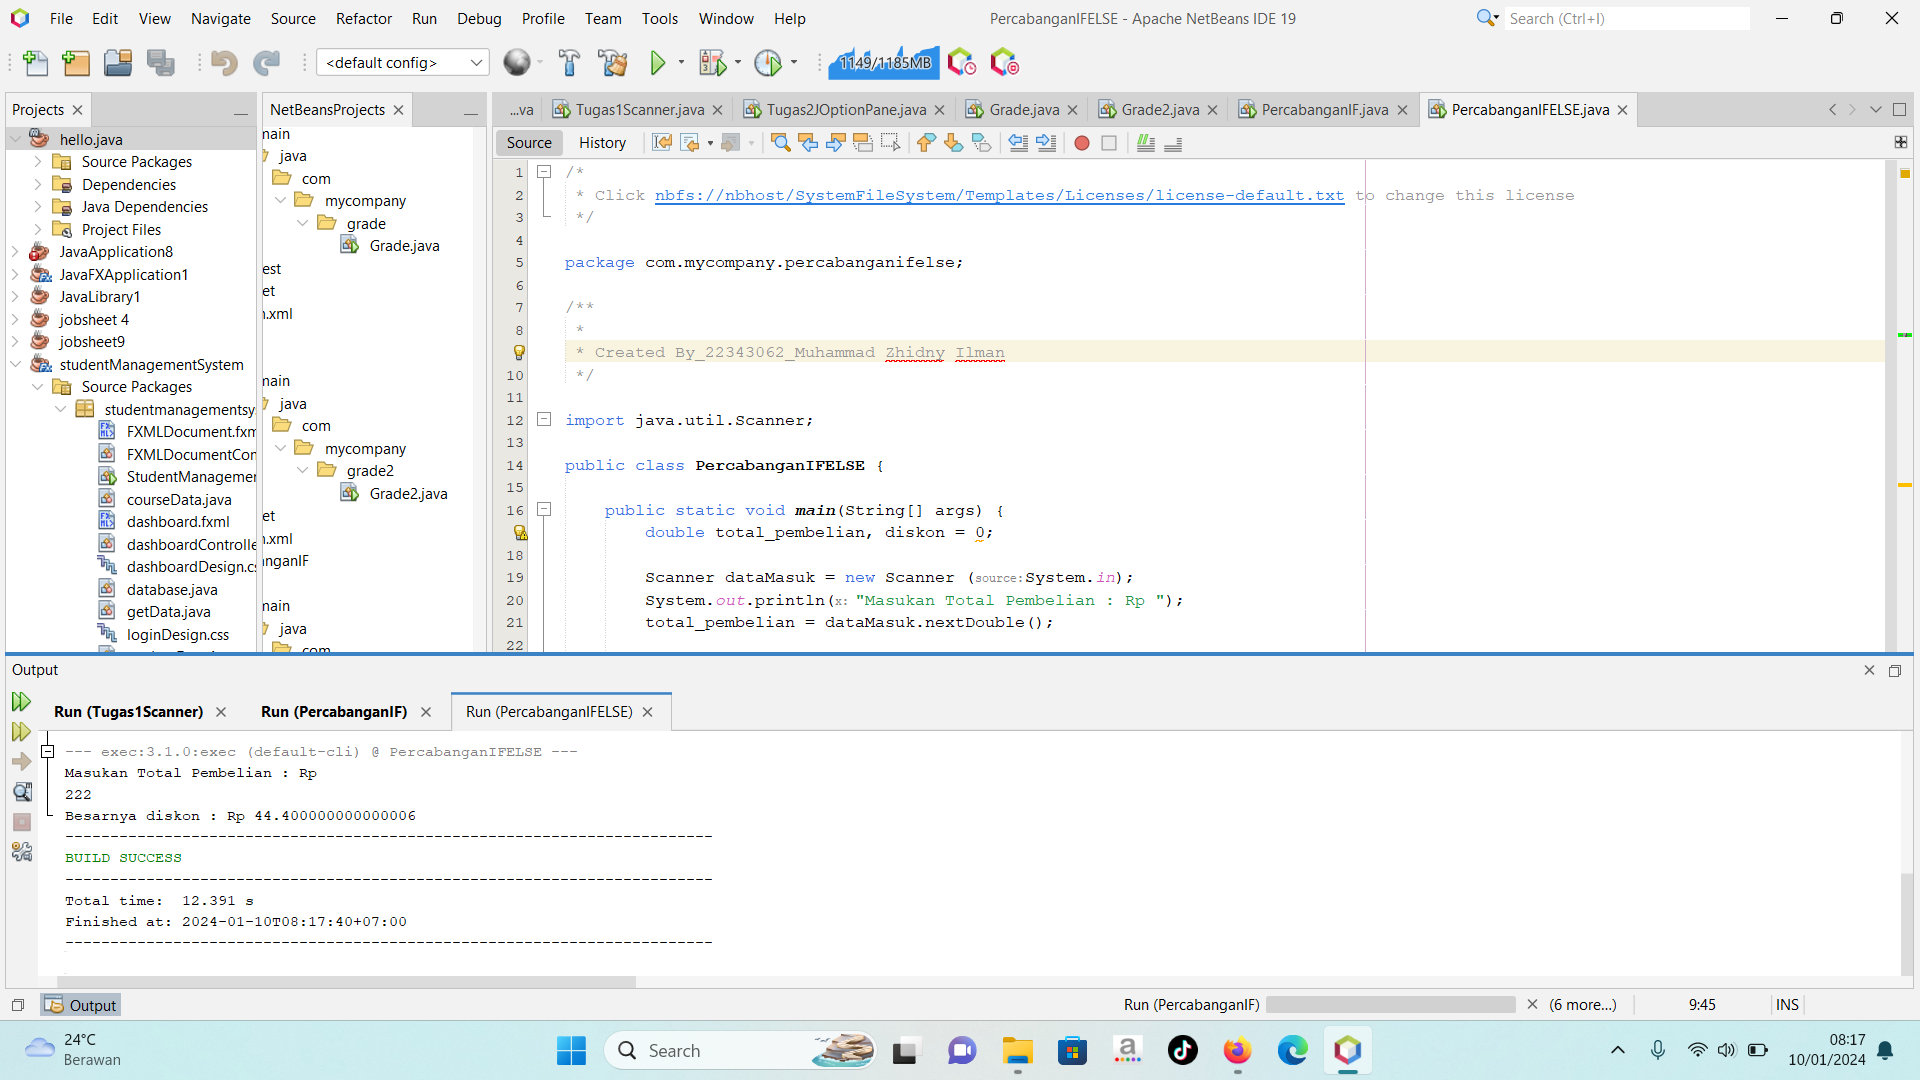 File Edit View Navigate Source Refactor Run Debug Profile Team Tools Window Help
PercabanganIFELSE - Apache NetBeans IDE 19
Search (Ctrl+I)
<default config>
1149/1185MB
Projects
hello.java
Source Packages
Dependencies
Java Dependencies
Project Files
JavaApplication8
JavaFXApplication1
JavaLibrary1
jobsheet 4
jobsheet9
studentManagementSystem
Source Packages
studentmanagementsy
FXMLDocument.fxm
FXMLDocumentCon
StudentManagemen
courseData.java
dashboard.fxml
dashboardControlle
dashboardDesign.cs
database.java
getData.java
loginDesign.css
NetBeansProjects
main
java
com
mycompany
grade
Grade.java
est
et
n.xml
main
java
com
mycompany
grade2
Grade2.java
et
n.xml
nganIF
main
java
com
...va Tugas1Scanner.java Tugas2JOptionPane.java Grade.java Grade2.java PercabanganIF.java PercabanganIFELSE.java
Source History
1 /*
2 * Click nbfs://nbhost/SystemFileSystem/Templates/Licenses/license-default.txt to change this license
3 */
4
5 package com.mycompany.percabanganifelse;
6
7 /**
8 *
* Created By_22343062_Muhammad Zhidny Ilman
10 */
11
12 import java.util.Scanner;
13
14 public class PercabanganIFELSE {
15
16 public static void main(String[] args) {
double total_pembelian, diskon = 0;
18
19 Scanner dataMasuk = new Scanner (source:System.in);
20 System.out.println(x: "Masukan Total Pembelian : Rp ");
21 total_pembelian = dataMasuk.nextDouble();
22
Output
Run (Tugas1Scanner) Run (PercabanganIF) Run (PercabanganIFELSE)
--- exec:3.1.0:exec (default-cli) @ PercabanganIFELSE ---
Masukan Total Pembelian : Rp
222
Besarnya diskon : Rp 44.400000000000006
------------------------------------------------------------------------
BUILD SUCCESS
------------------------------------------------------------------------
Total time:  12.391 s
Finished at: 2024-01-10T08:17:40+07:00
------------------------------------------------------------------------
Output
Run (PercabanganIF) (6 more...) 9:45 INS
24°C
Berawan
Search
08:17
10/01/2024